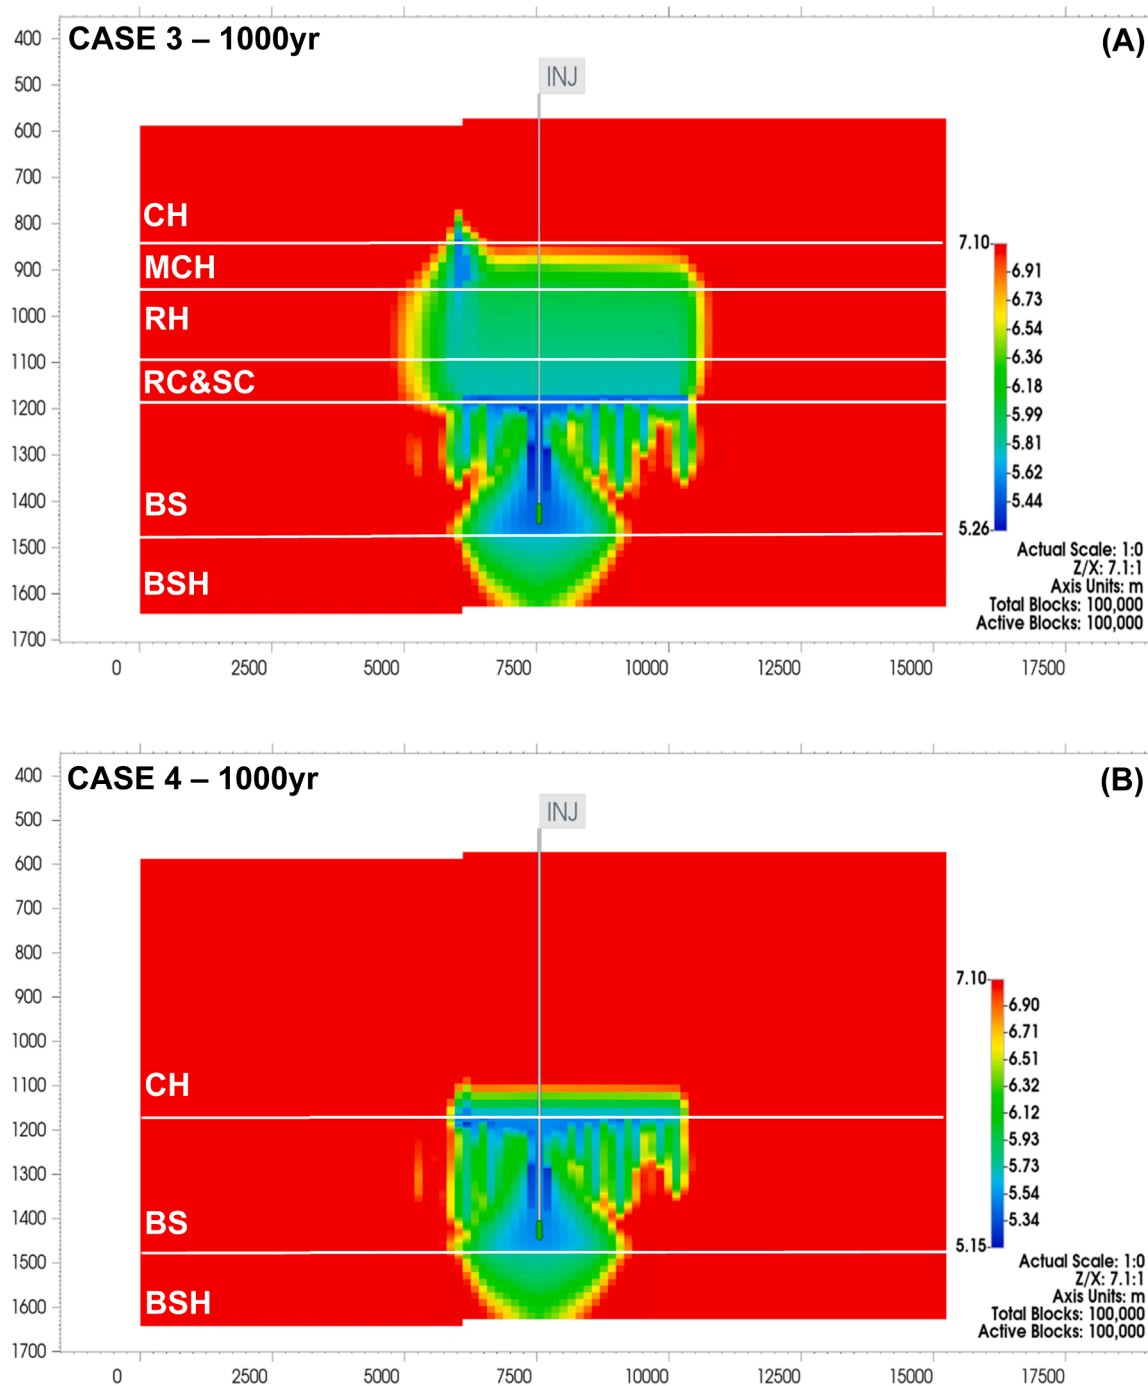 CASE 3 – 1000yr
(A)
INJ
400
500
600
700
800
900
1000
1100
1200
1300
1400
1500
1600
1700
CH
MCH
RH
RC&SC
BS
BSH
7.10
6.91
6.73
6.54
6.36
6.18
5.99
5.81
5.62
5.44
5.26
Actual Scale: 1:0
Z/X: 7.1:1
Axis Units: m
Total Blocks: 100,000
Active Blocks: 100,000
0 2500 5000 7500 10000 12500 15000 17500
CASE 4 – 1000yr
(B)
INJ
400
500
600
700
800
900
1000
1100
1200
1300
1400
1500
1600
1700
CH
BS
BSH
7.10
6.90
6.71
6.51
6.32
6.12
5.93
5.73
5.54
5.34
5.15
Actual Scale: 1:0
Z/X: 7.1:1
Axis Units: m
Total Blocks: 100,000
Active Blocks: 100,000
0 2500 5000 7500 10000 12500 15000 17500